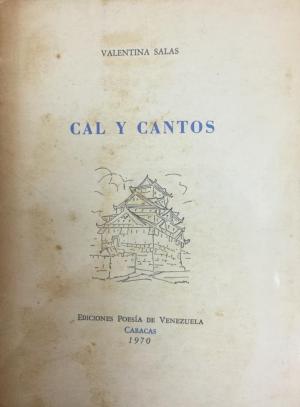 VALENTINA SALAS
CAL Y CANTOS
EDICIONES POESÍA DE VENEZUELA
CARACAS
1970